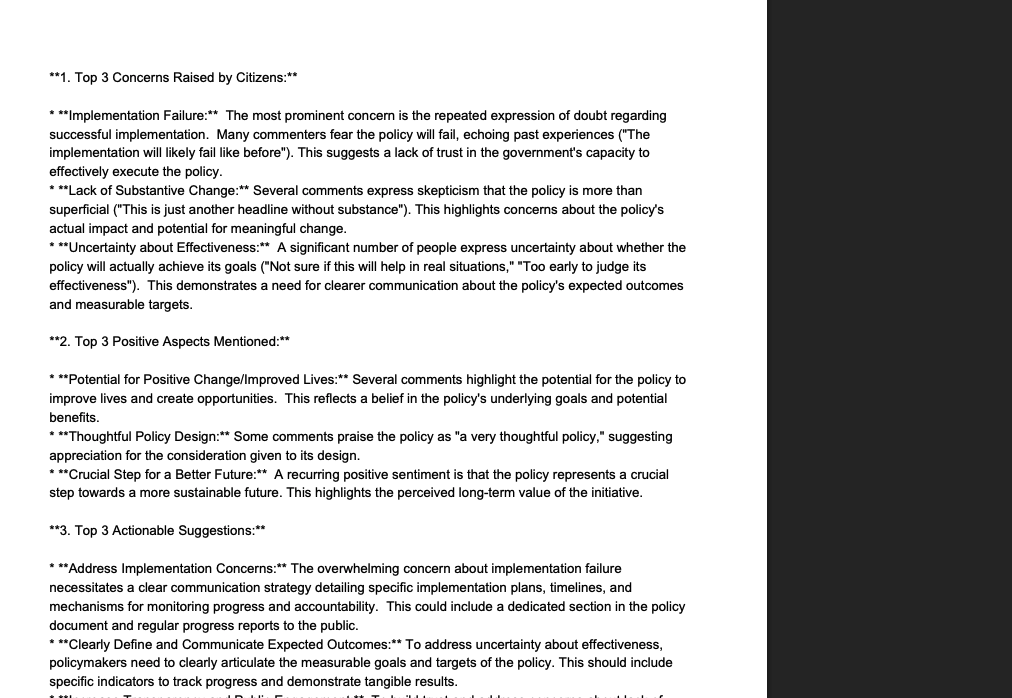 **1. Top 3 Concerns Raised by Citizens:**
* **Implementation Failure:** The most prominent concern is the repeated expression of doubt regarding
successful implementation. Many commenters fear the policy will fail, echoing past experiences ("The
implementation will likely fail like before"). This suggests a lack of trust in the government's capacity to
effectively execute the policy.
* **Lack of Substantive Change:** Several comments express skepticism that the policy is more than
superficial ("This is just another headline without substance"). This highlights concerns about the policy's
actual impact and potential for meaningful change.
* **Uncertainty about Effectiveness:** A significant number of people express uncertainty about whether the
policy will actually achieve its goals ("Not sure if this will help in real situations," "Too early to judge its
effectiveness"). This demonstrates a need for clearer communication about the policy's expected outcomes
and measurable targets.
**2. Top 3 Positive Aspects Mentioned:**
* **Potential for Positive Change/Improved Lives:** Several comments highlight the potential for the policy to
improve lives and create opportunities. This reflects a belief in the policy's underlying goals and potential
benefits.
* **Thoughtful Policy Design:** Some comments praise the policy as "a very thoughtful policy," suggesting
appreciation for the consideration given to its design.
* **Crucial Step for a Better Future:** A recurring positive sentiment is that the policy represents a crucial
step towards a more sustainable future. This highlights the perceived long-term value of the initiative.
**3. Top 3 Actionable Suggestions:**
* **Address Implementation Concerns:** The overwhelming concern about implementation failure
necessitates a clear communication strategy detailing specific implementation plans, timelines, and
mechanisms for monitoring progress and accountability. This could include a dedicated section in the policy
document and regular progress reports to the public.
* **Clearly Define and Communicate Expected Outcomes:** To address uncertainty about effectiveness,
policymakers need to clearly articulate the measurable goals and targets of the policy. This should include
specific indicators to track progress and demonstrate tangible results.